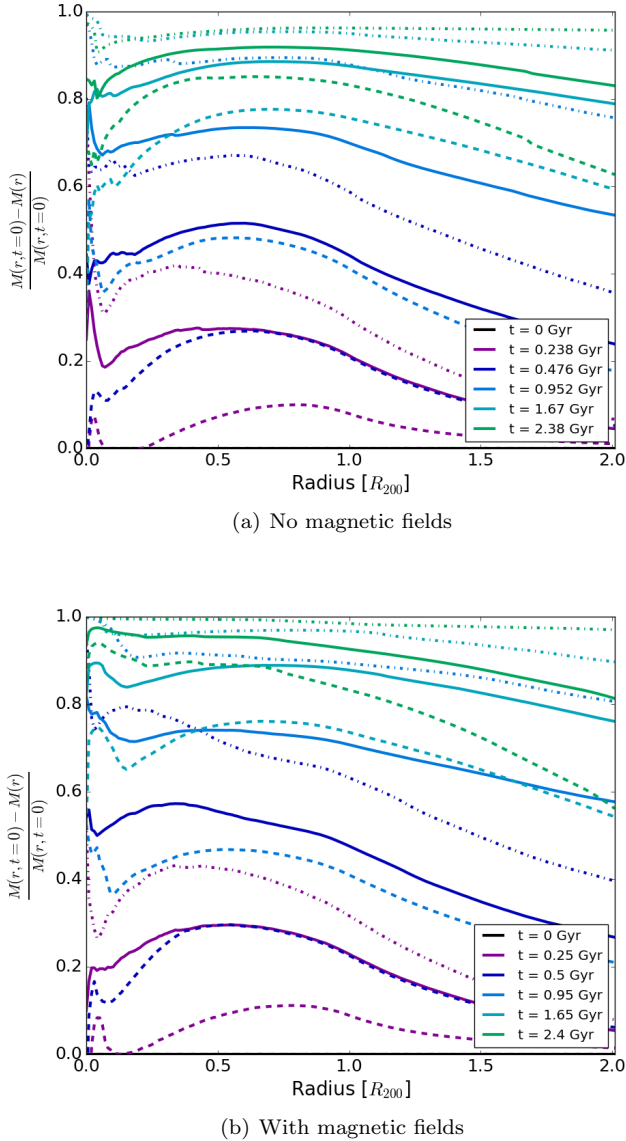 1.0
0.8
0.6
0.4
0.2
0.0
M(r,t=0)−M(r)
M(r,t=0)
t = 0 Gyr
t = 0.238 Gyr
t = 0.476 Gyr
t = 0.952 Gyr
t = 1.67 Gyr
t = 2.38 Gyr
0.0 0.5 1.0 1.5 2.0
Radius [R200]
(a) No magnetic fields
1.0
0.8
0.6
0.4
0.2
0.0
M(r,t=0)−M(r)
M(r,t=0)
t = 0 Gyr
t = 0.25 Gyr
t = 0.5 Gyr
t = 0.95 Gyr
t = 1.65 Gyr
t = 2.4 Gyr
0.0 0.5 1.0 1.5 2.0
Radius [R200]
(b) With magnetic fields